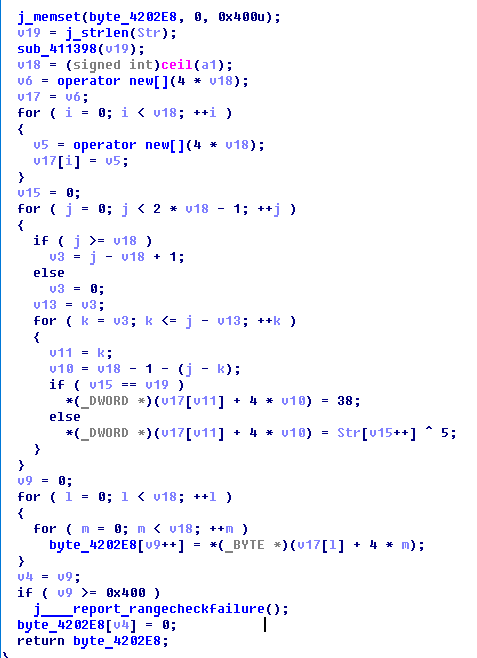 j_memset(byte_4202E8, 0, 0x400u);
v19 = j_strlen(Str);
sub_411398(v19);
v18 = (signed int)ceil(a1);
v6 = operator new[](4 * v18);
v17 = v6;
for ( i = 0; i < v18; ++i )
{
v5 = operator new[](4 * v18);
v17[i] = v5;
}
v15 = 0;
for ( j = 0; j < 2 * v18 - 1; ++j )
{
if ( j >= v18 )
v3 = j - v18 + 1;
else
v3 = 0;
v13 = v3;
for ( k = v3; k <= j - v13; ++k )
{
v11 = k;
v10 = v18 - 1 - (j - k);
if ( v15 == v19 )
*(_DWORD *)(v17[v11] + 4 * v10) = 38;
else
*(_DWORD *)(v17[v11] + 4 * v10) = Str[v15++] ^ 5;
}
}
v9 = 0;
for ( l = 0; l < v18; ++l )
{
for ( m = 0; m < v18; ++m )
byte_4202E8[v9++] = *(_BYTE *)(v17[l] + 4 * m);
}
v4 = v9;
if ( v9 >= 0x400 )
j____report_rangecheckfailure();
byte_4202E8[v4] = 0;
return byte_4202E8;